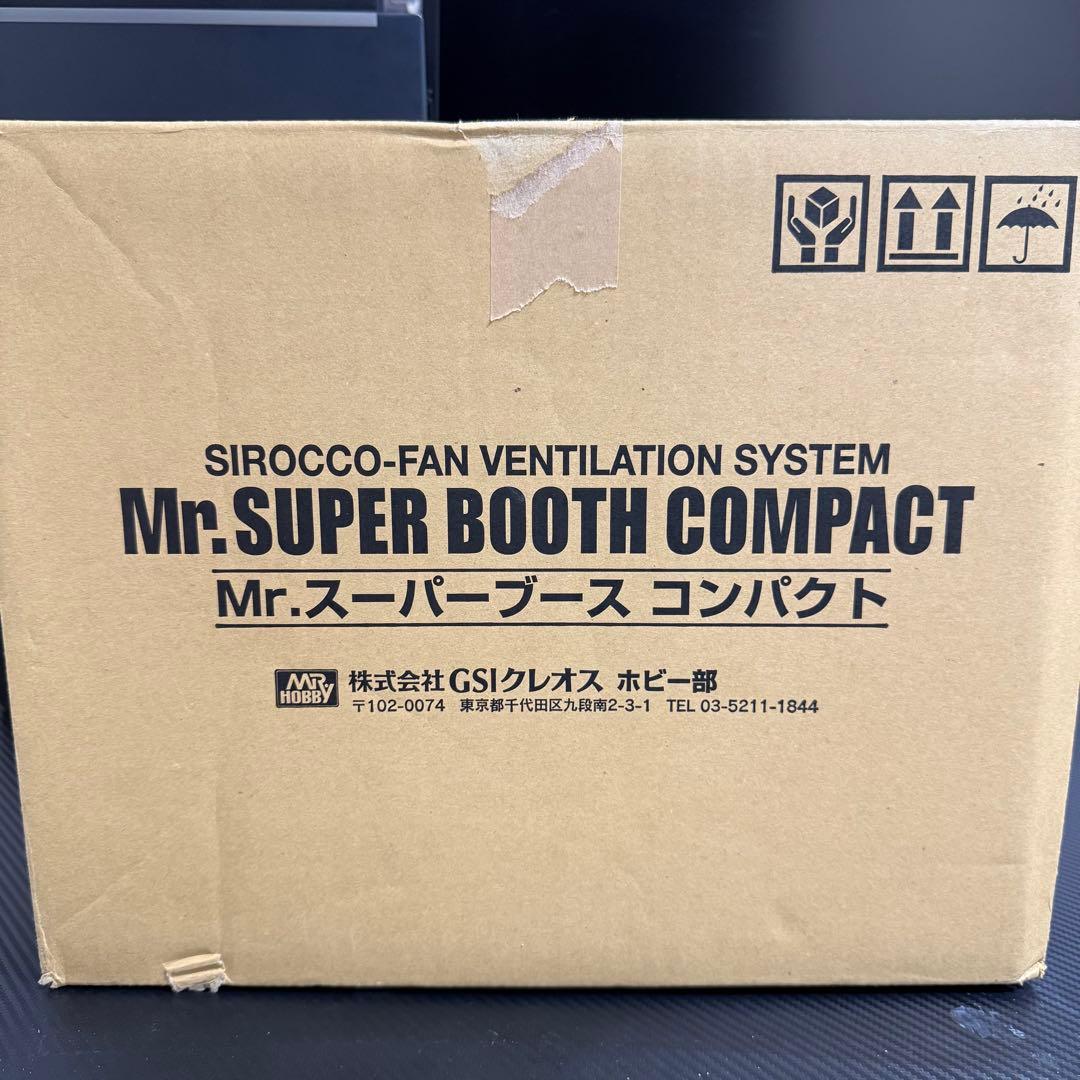 SIROCCO-FAN VENTILATION SYSTEM
Mr.SUPER BOOTH COMPACT
Mr.スーパーブース コンパクト
MR. HOBBY 株式会社 GSIクレオス ホビー部
〒102-0074 東京都千代田区九段南2-3-1 TEL 03-5211-1844